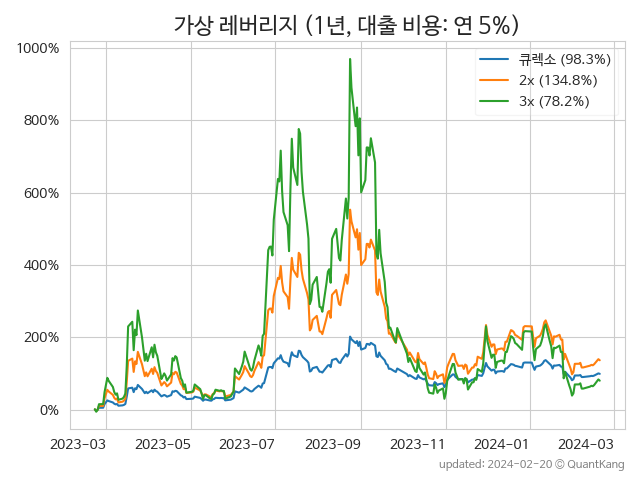 가상 레버리지 (1년, 대출 비용: 연 5%)
1000%
800%
600%
400%
200%
0%
큐렉소 (98.3%)
2x (134.8%)
3x (78.2%)
2023-03 2023-05 2023-07 2023-09 2023-11 2024-01 2024-03
updated: 2024-02-20 © QuantKang